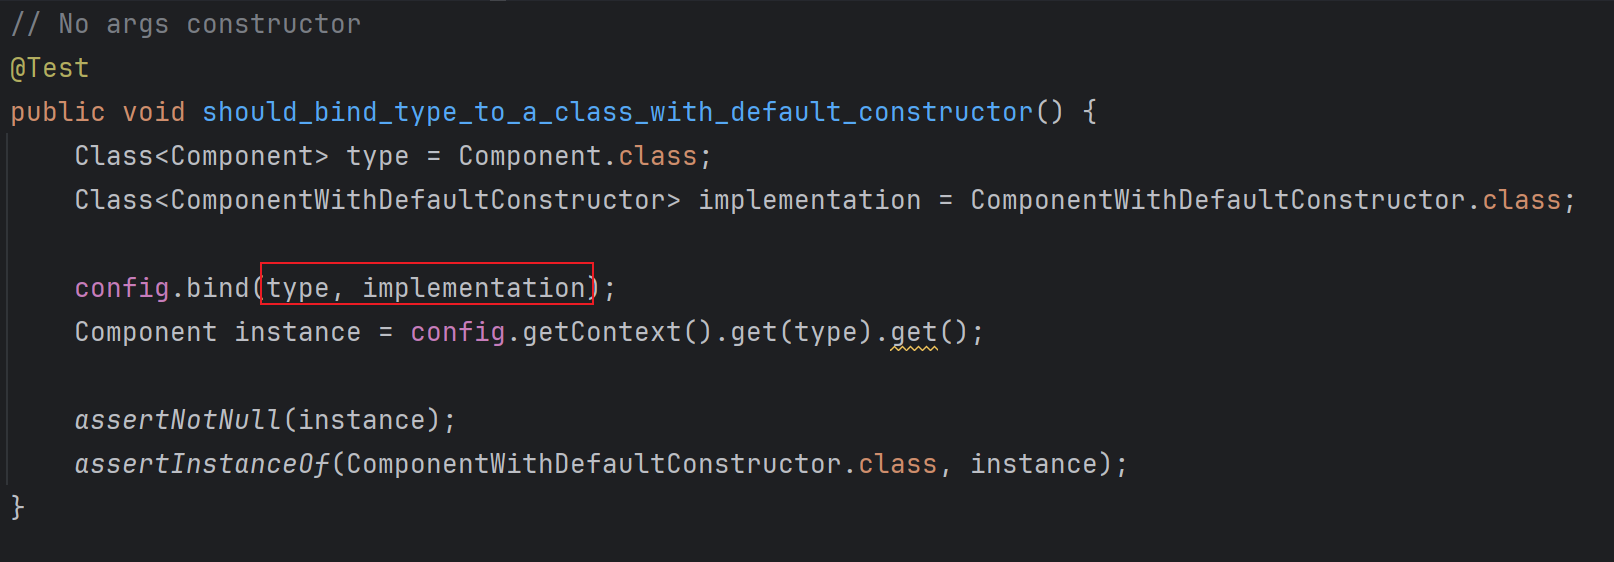 // No args constructor
@Test
public void should_bind_type_to_a_class_with_default_constructor() {
Class<Component> type = Component.class;
Class<ComponentWithDefaultConstructor> implementation = ComponentWithDefaultConstructor.class;
config.bind(type, implementation);
Component instance = config.getContext().get(type).get();
assertNotNull(instance);
assertInstanceOf(ComponentWithDefaultConstructor.class, instance);
}